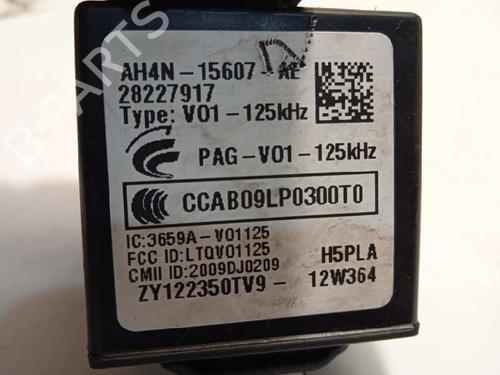 B-PARTS
AH4N - 15607 - AE
28227917
Type: V01 - 125kHz
PAG-V01-125kHz
CCAB09LP0300T0
IC:3659A-V01125
FCC ID:LTQV01125
CMII ID:2009DJ0209
H5PLA
ZY122350TV9 - 12W364